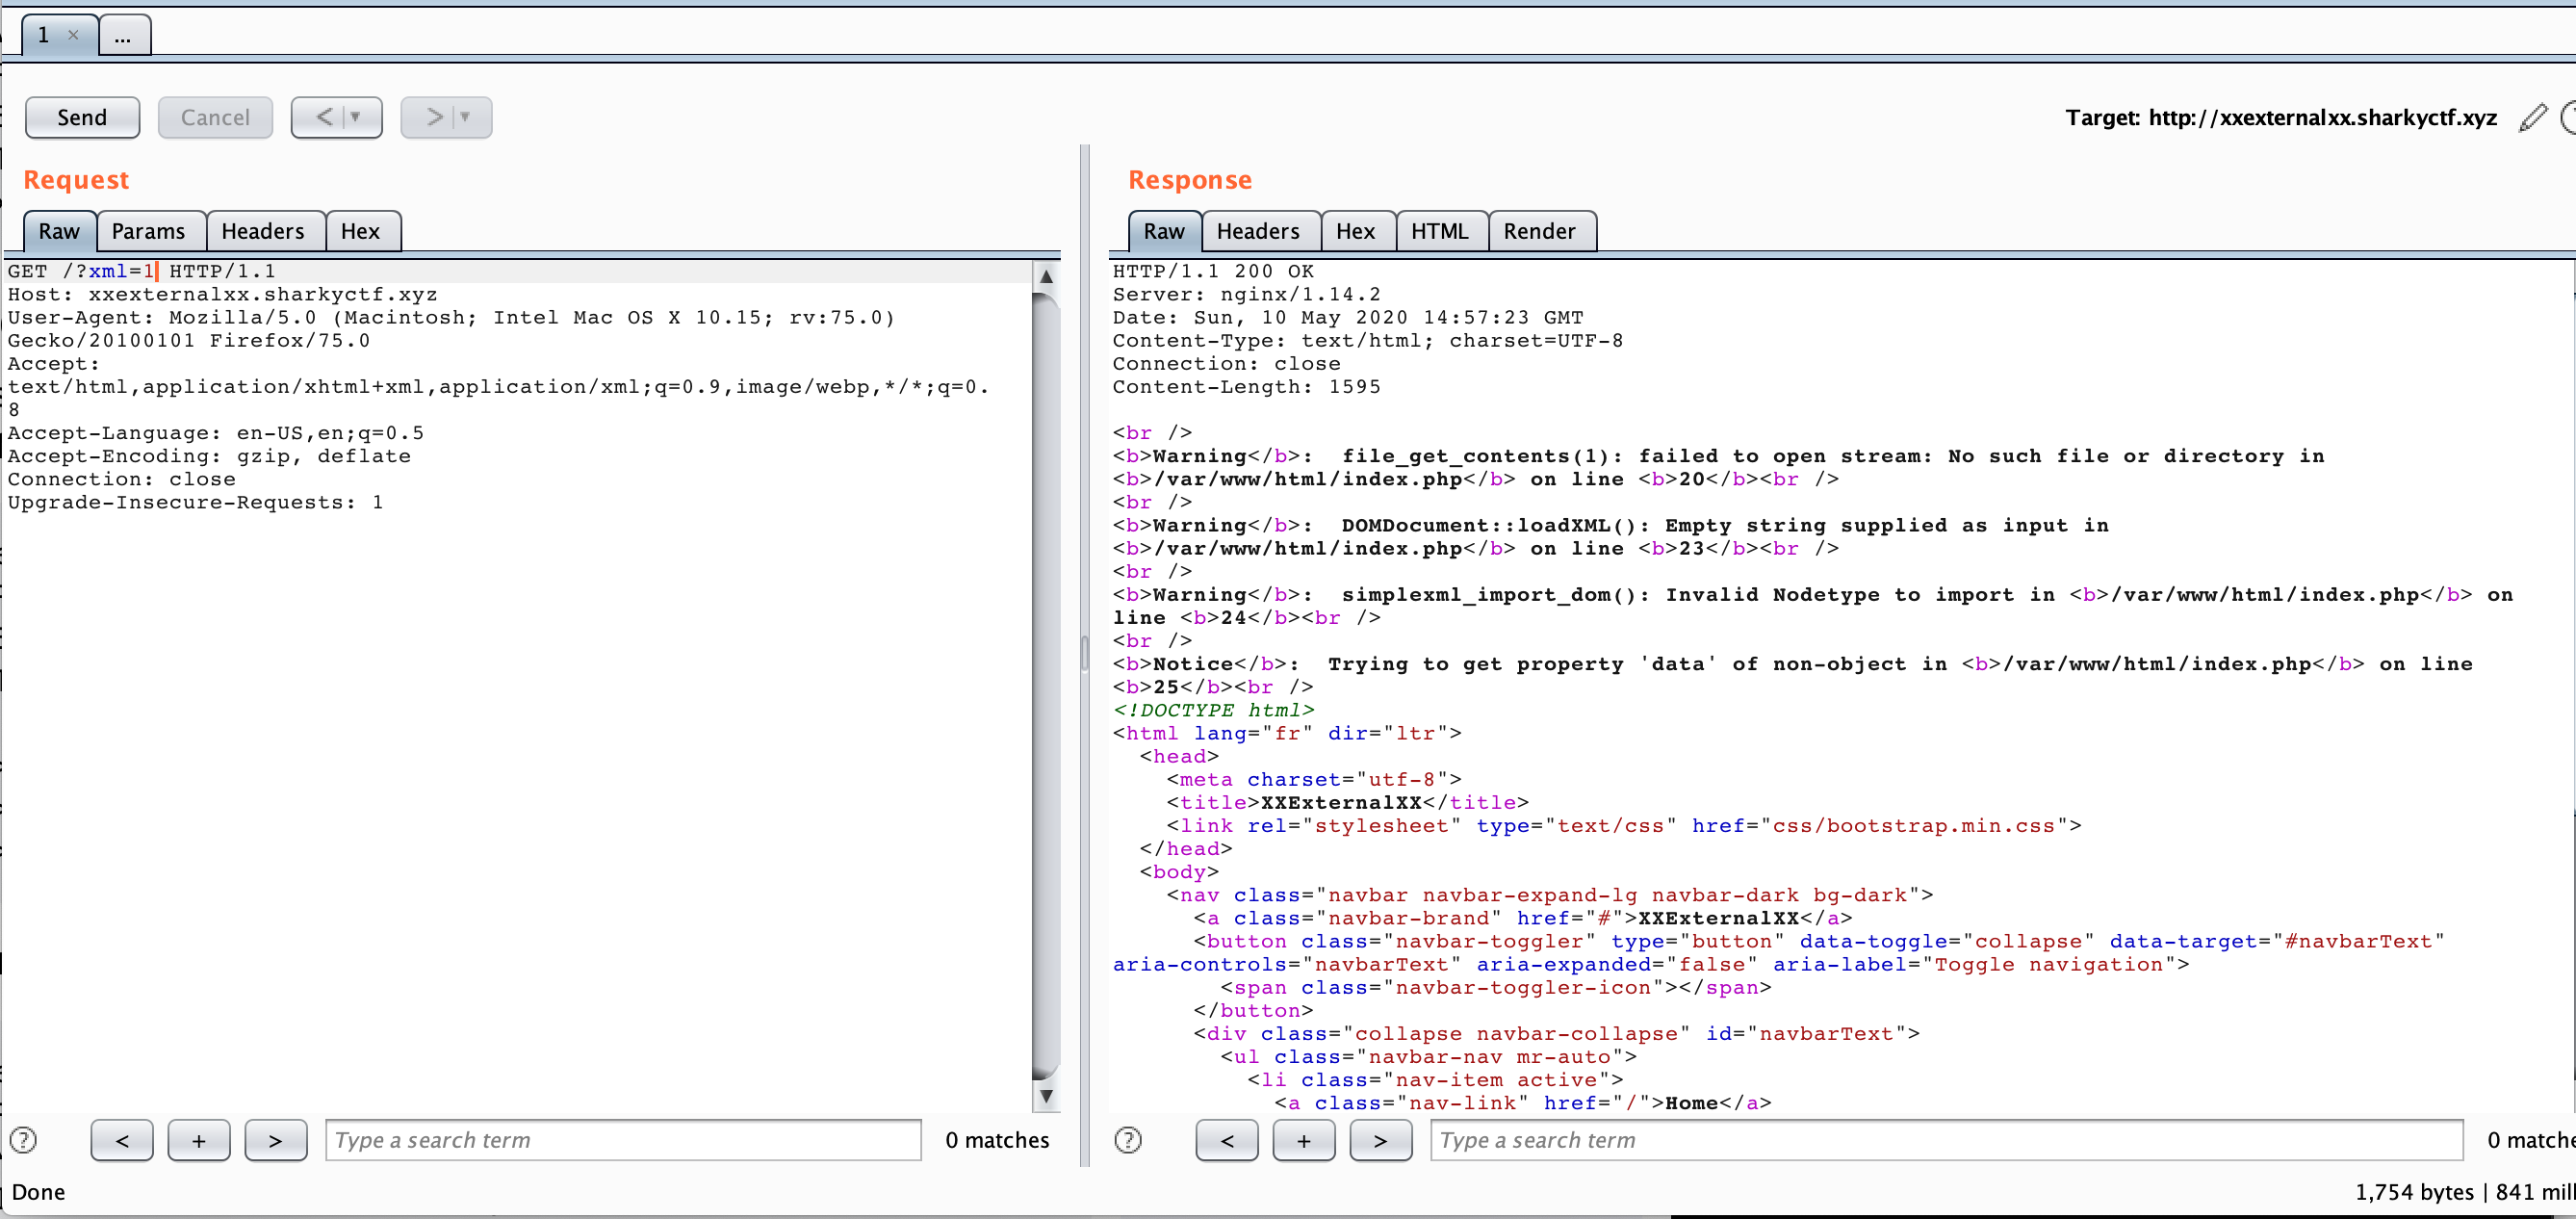 1 × ...
Send Cancel < ▼ > ▼ Target: http://xxexternalxx.sharkyctf.xyz
Request
Raw Params Headers Hex
GET /?xml=1 HTTP/1.1
Host: xxexternalxx.sharkyctf.xyz
User-Agent: Mozilla/5.0 (Macintosh; Intel Mac OS X 10.15; rv:75.0)
Gecko/20100101 Firefox/75.0
Accept:
text/html,application/xhtml+xml,application/xml;q=0.9,image/webp,*/*;q=0.
8
Accept-Language: en-US,en;q=0.5
Accept-Encoding: gzip, deflate
Connection: close
Upgrade-Insecure-Requests: 1
? < + > Type a search term 0 matches
Response
Raw Headers Hex HTML Render
HTTP/1.1 200 OK
Server: nginx/1.14.2
Date: Sun, 10 May 2020 14:57:23 GMT
Content-Type: text/html; charset=UTF-8
Connection: close
Content-Length: 1595
<br />
<b>Warning</b>:  file_get_contents(1): failed to open stream: No such file or directory in
<b>/var/www/html/index.php</b> on line <b>20</b><br />
<br />
<b>Warning</b>:  DOMDocument::loadXML(): Empty string supplied as input in
<b>/var/www/html/index.php</b> on line <b>23</b><br />
<br />
<b>Warning</b>:  simplexml_import_dom(): Invalid Nodetype to import in <b>/var/www/html/index.php</b> on
line <b>24</b><br />
<br />
<b>Notice</b>:  Trying to get property 'data' of non-object in <b>/var/www/html/index.php</b> on line
<b>25</b><br />
<!DOCTYPE html>
<html lang="fr" dir="ltr">
<head>
<meta charset="utf-8">
<title>XXExternalXX</title>
<link rel="stylesheet" type="text/css" href="css/bootstrap.min.css">
</head>
<body>
<nav class="navbar navbar-expand-lg navbar-dark bg-dark">
<a class="navbar-brand" href="#">XXExternalXX</a>
<button class="navbar-toggler" type="button" data-toggle="collapse" data-target="#navbarText"
aria-controls="navbarText" aria-expanded="false" aria-label="Toggle navigation">
<span class="navbar-toggler-icon"></span>
</button>
<div class="collapse navbar-collapse" id="navbarText">
<ul class="navbar-nav mr-auto">
<li class="nav-item active">
<a class="nav-link" href="/">Home</a>
? < + > Type a search term 0 matche
Done 1,754 bytes | 841 mill